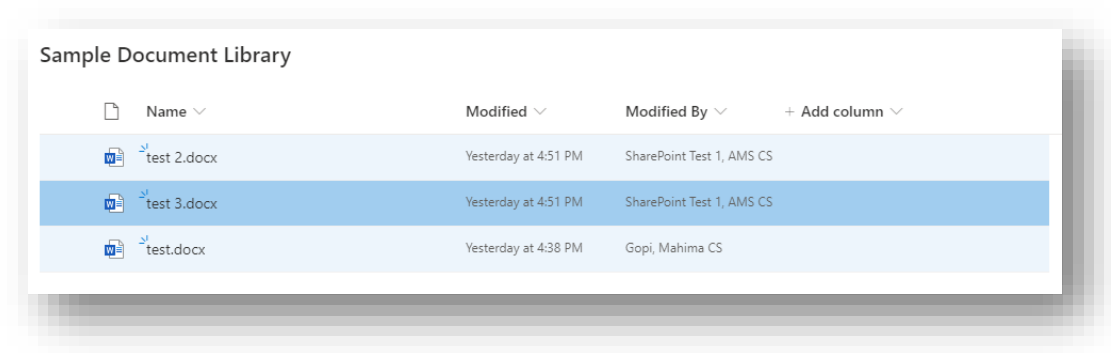 Sample Document Library
Name Modified Modified By + Add column
test 2.docx Yesterday at 4:51 PM SharePoint Test 1, AMS CS
test 3.docx Yesterday at 4:51 PM SharePoint Test 1, AMS CS
test.docx Yesterday at 4:38 PM Gopi, Mahima CS